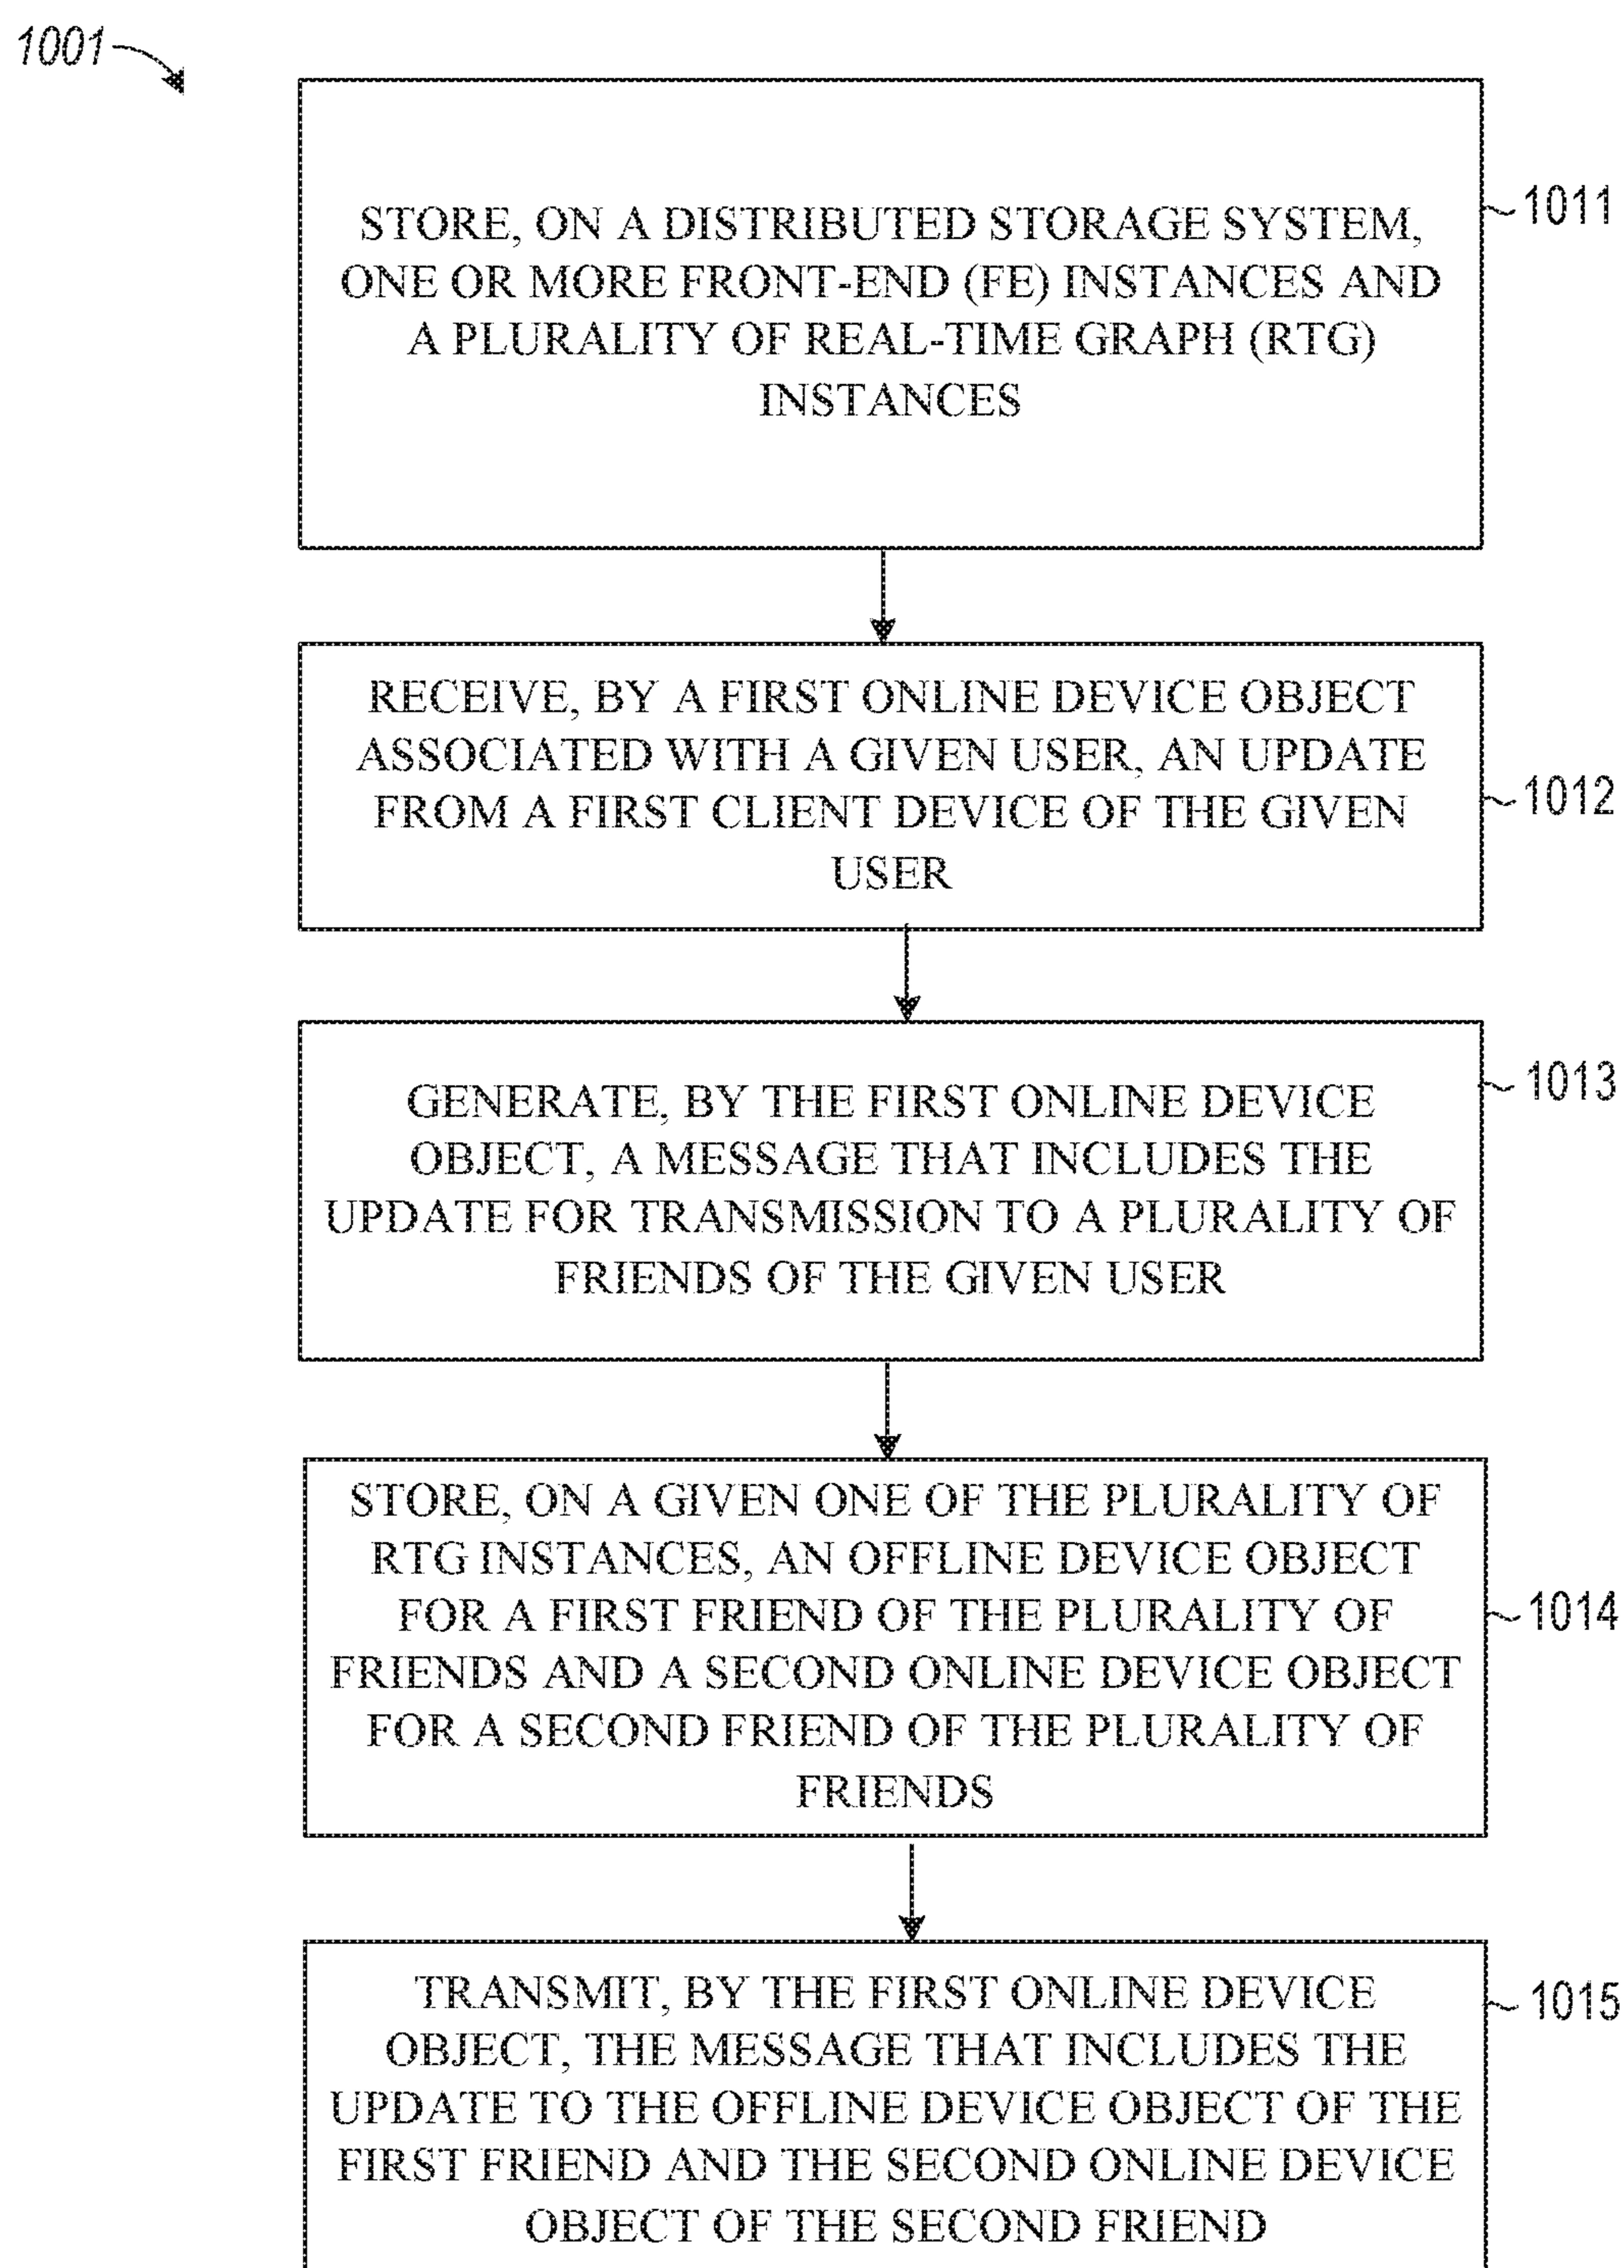 1001
STORE, ON A DISTRIBUTED STORAGE SYSTEM,
ONE OR MORE FRONT-END (FE) INSTANCES AND
A PLURALITY OF REAL-TIME GRAPH (RTG)
INSTANCES
1011
RECEIVE, BY A FIRST ONLINE DEVICE OBJECT
ASSOCIATED WITH A GIVEN USER, AN UPDATE
FROM A FIRST CLIENT DEVICE OF THE GIVEN
USER
1012
GENERATE, BY THE FIRST ONLINE DEVICE
OBJECT, A MESSAGE THAT INCLUDES THE
UPDATE FOR TRANSMISSION TO A PLURALITY OF
FRIENDS OF THE GIVEN USER
1013
STORE, ON A GIVEN ONE OF THE PLURALITY OF
RTG INSTANCES, AN OFFLINE DEVICE OBJECT
FOR A FIRST FRIEND OF THE PLURALITY OF
FRIENDS AND A SECOND ONLINE DEVICE OBJECT
FOR A SECOND FRIEND OF THE PLURALITY OF
FRIENDS
1014
TRANSMIT, BY THE FIRST ONLINE DEVICE
OBJECT, THE MESSAGE THAT INCLUDES THE
UPDATE TO THE OFFLINE DEVICE OBJECT OF THE
FIRST FRIEND AND THE SECOND ONLINE DEVICE
OBJECT OF THE SECOND FRIEND
1015